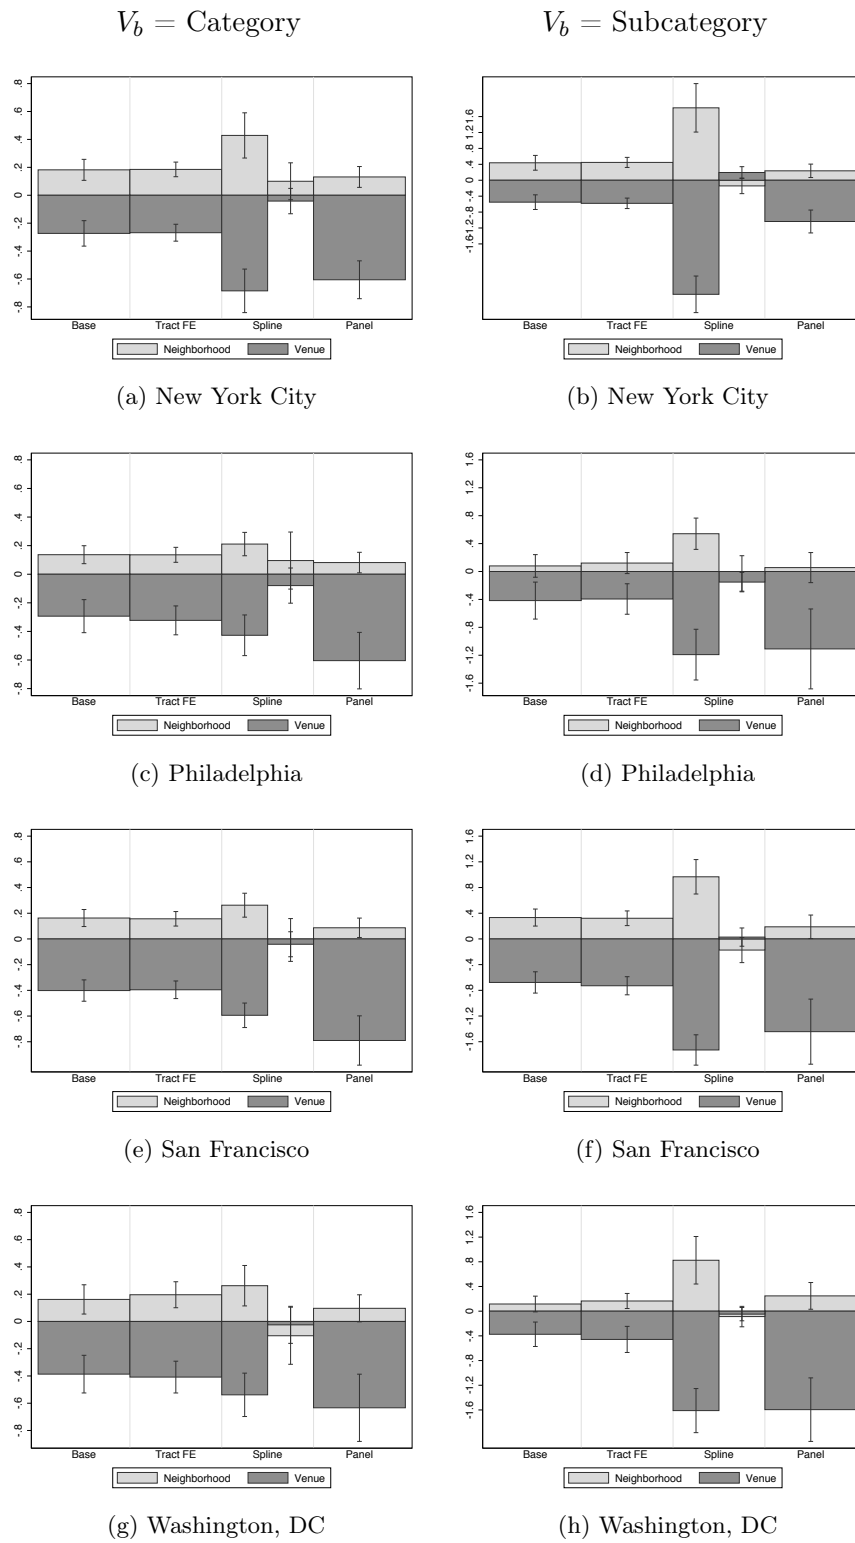 V_b = Category
V_b = Subcategory
.8
.6
.4
.2
0
-.2
-.4
-.6
-.8
Base Tract FE Spline Panel
Neighborhood Venue
(a) New York City
1.6
1.2
.8
.4
0
-.4
-.8
-1.2
-1.6
Base Tract FE Spline Panel
Neighborhood Venue
(b) New York City
.8
.6
.4
.2
0
-.2
-.4
-.6
-.8
Base Tract FE Spline Panel
Neighborhood Venue
(c) Philadelphia
1.6
1.2
.8
.4
0
-.4
-.8
-1.2
-1.6
Base Tract FE Spline Panel
Neighborhood Venue
(d) Philadelphia
.8
.6
.4
.2
0
-.2
-.4
-.6
-.8
Base Tract FE Spline Panel
Neighborhood Venue
(e) San Francisco
1.6
1.2
.8
.4
0
-.4
-.8
-1.2
-1.6
Base Tract FE Spline Panel
Neighborhood Venue
(f) San Francisco
.8
.6
.4
.2
0
-.2
-.4
-.6
-.8
Base Tract FE Spline Panel
Neighborhood Venue
(g) Washington, DC
1.6
1.2
.8
.4
0
-.4
-.8
-1.2
-1.6
Base Tract FE Spline Panel
Neighborhood Venue
(h) Washington, DC